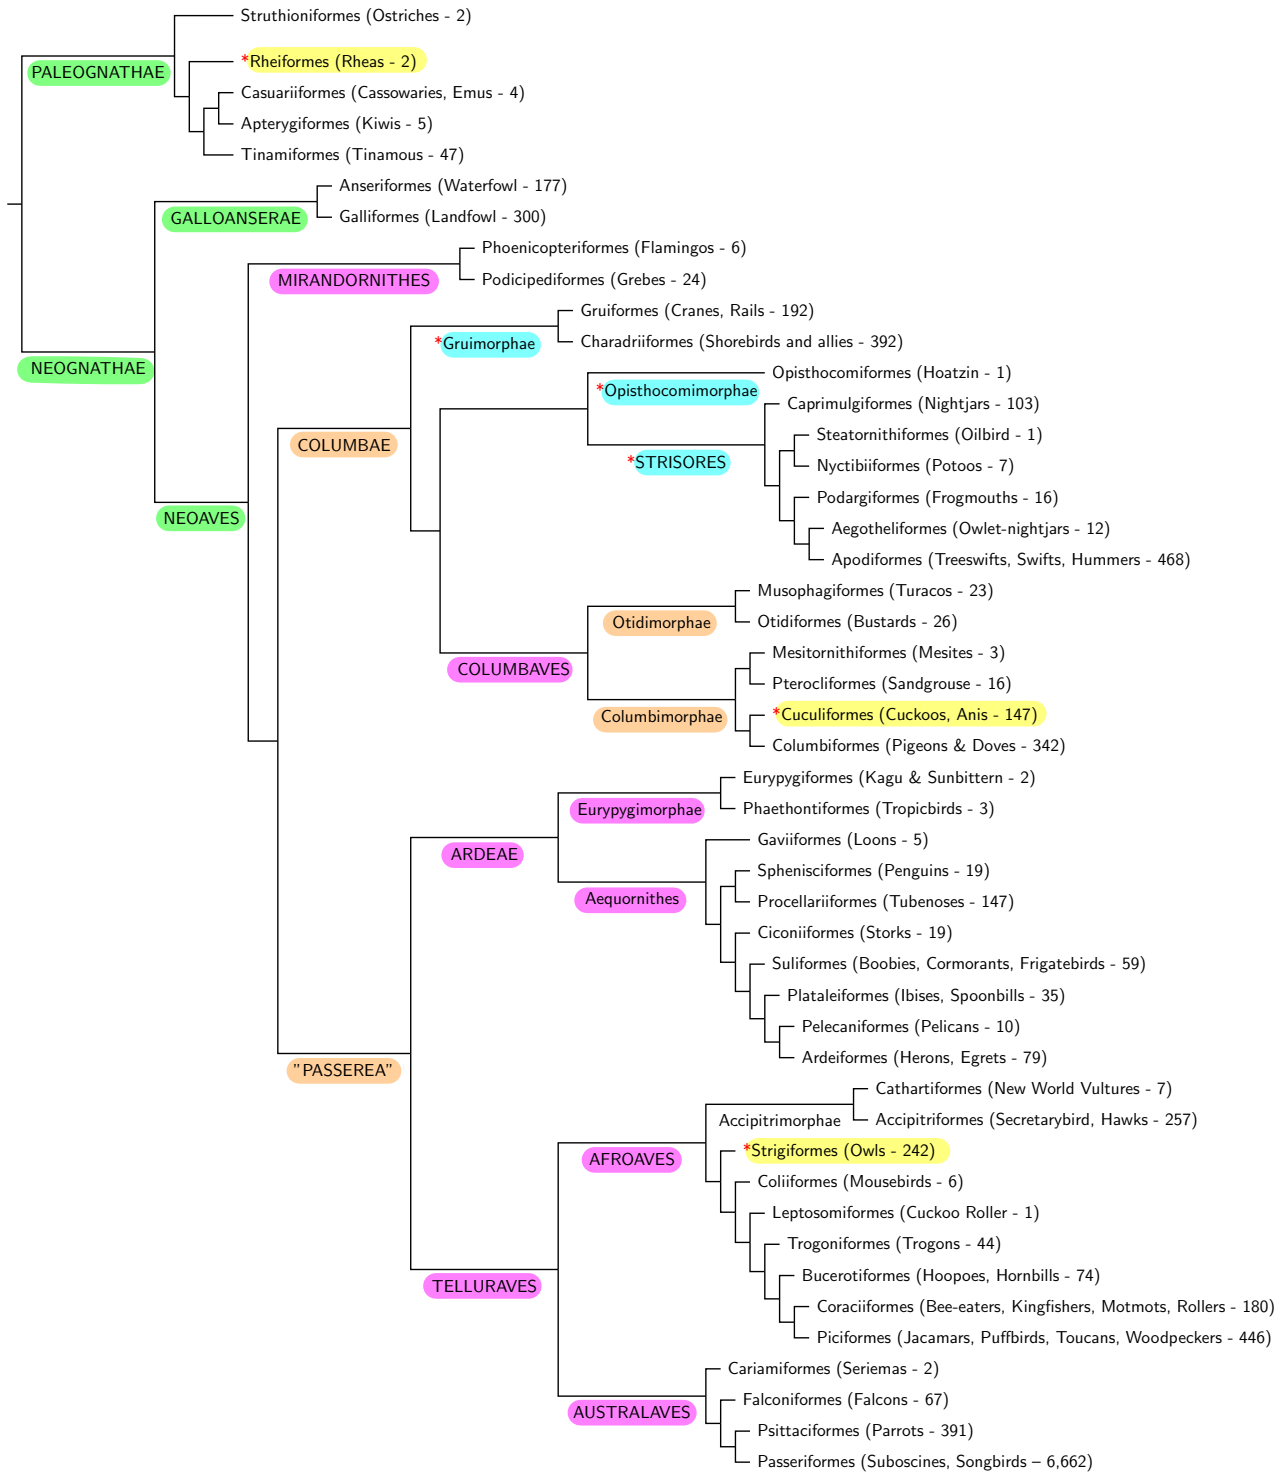 Struthioniformes (Ostriches - 2)
*Rheiformes (Rheas - 2)
PALEOGNATHAE
Casuariiformes (Cassowaries, Emus - 4)
Apterygiformes (Kiwis - 5)
Tinamiformes (Tinamous - 47)
Anseriformes (Waterfowl - 177)
GALLOANSERAE
Galliformes (Landfowl - 300)
Phoenicopteriformes (Flamingos - 6)
MIRANDORNITHES
Podicipediformes (Grebes - 24)
Gruiformes (Cranes, Rails - 192)
*Gruimorphae
Charadriiformes (Shorebirds and allies - 392)
NEOGNATHAE
Opisthocomiformes (Hoatzin - 1)
*Opisthocomimorphae
Caprimulgiformes (Nightjars - 103)
Steatornithiformes (Oilbird - 1)
COLUMBAE
*STRISORES
Nyctibiiformes (Potoos - 7)
Podargiformes (Frogmouths - 16)
NEOAVES
Aegotheliformes (Owlet-nightjars - 12)
Apodiformes (Treeswifts, Swifts, Hummers - 468)
Musophagiformes (Turacos - 23)
Otidimorphae
Otidiformes (Bustards - 26)
Mesitornithiformes (Mesites - 3)
COLUMBAVES
Pterocliformes (Sandgrouse - 16)
Columbimorphae
*Cuculiformes (Cuckoos, Anis - 147)
Columbiformes (Pigeons & Doves - 342)
Eurypygiformes (Kagu & Sunbittern - 2)
Eurypygimorphae
Phaethontiformes (Tropicbirds - 3)
Gaviiformes (Loons - 5)
ARDEAE
Sphenisciformes (Penguins - 19)
Aequornithes
Procellariiformes (Tubenoses - 147)
Ciconiiformes (Storks - 19)
Suliformes (Boobies, Cormorants, Frigatebirds - 59)
Plataleiformes (Ibises, Spoonbills - 35)
Pelecaniformes (Pelicans - 10)
Ardeiformes (Herons, Egrets - 79)
"PASSEREA"
Cathartiformes (New World Vultures - 7)
Accipitrimorphae
Accipitriformes (Secretarybird, Hawks - 257)
*Strigiformes (Owls - 242)
AFROAVES
Coliiformes (Mousebirds - 6)
Leptosomiformes (Cuckoo Roller - 1)
Trogoniformes (Trogons - 44)
Bucerotiformes (Hoopoes, Hornbills - 74)
TELLURAVES
Coraciiformes (Bee-eaters, Kingfishers, Motmots, Rollers - 180)
Piciformes (Jacamars, Puffbirds, Toucans, Woodpeckers - 446)
Cariamiformes (Seriemas - 2)
Falconiformes (Falcons - 67)
AUSTRALAVES
Psittaciformes (Parrots - 391)
Passeriformes (Suboscines, Songbirds – 6,662)